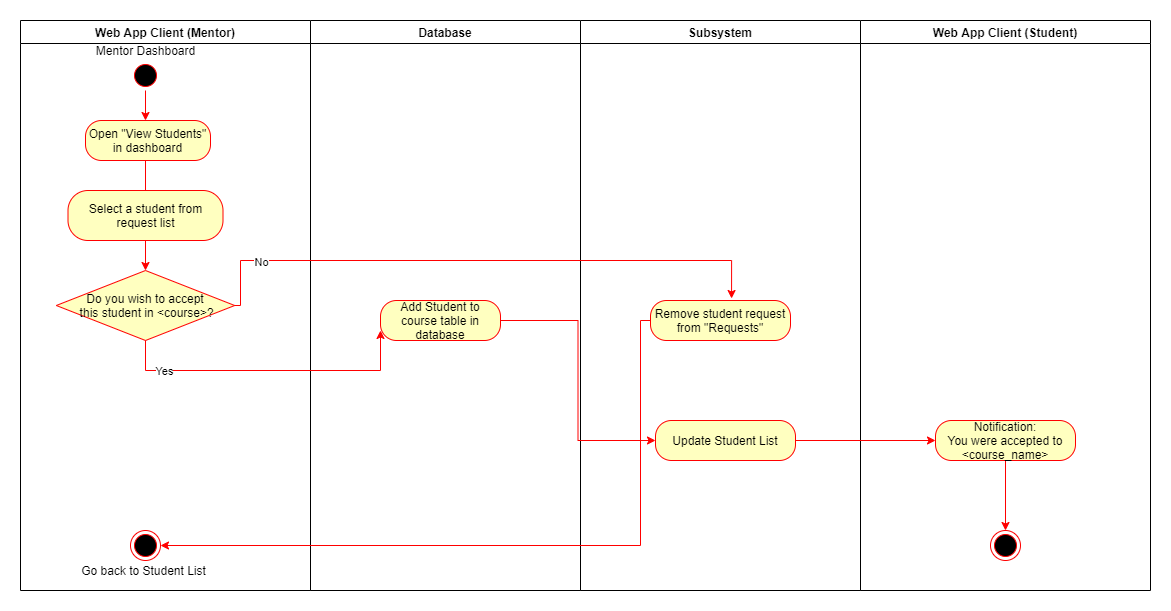 Web App Client (Mentor)
Database
Subsystem
Web App Client (Student)
Mentor Dashboard
Open "View Students"
in dashboard
Select a student from
request list
No
Do you wish to accept
this student in <course>?
Add Student to
course table in
database
Remove student request
from "Requests"
Yes
Update Student List
Notification:
You were accepted to
<course_name>
Go back to Student List